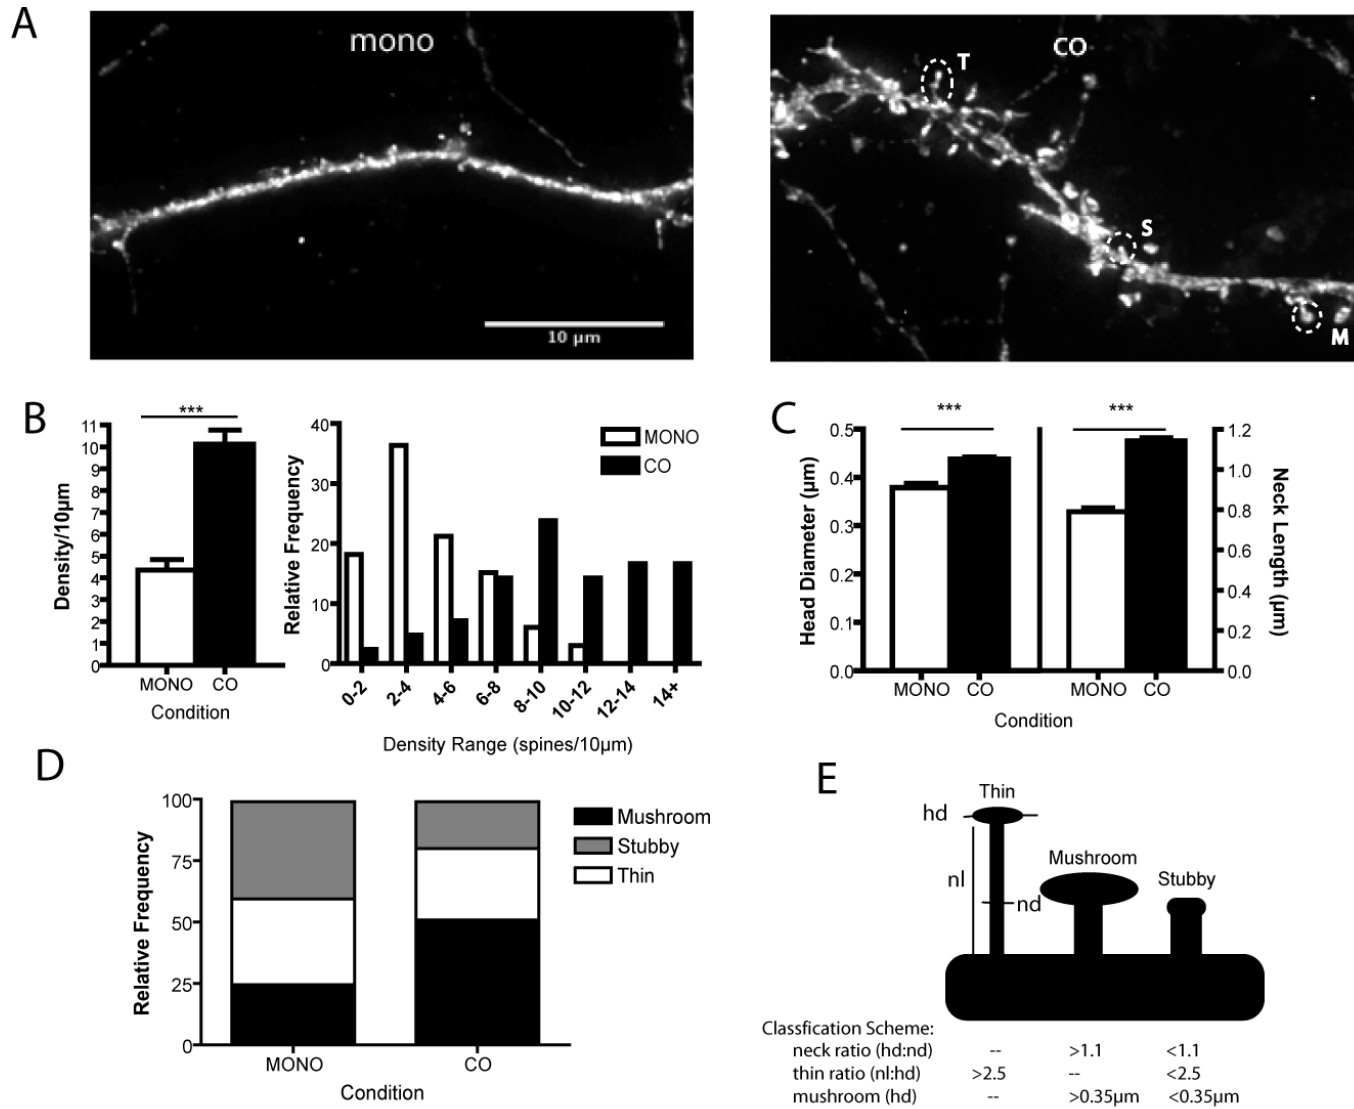 A
mono
10 µm
CO
T
S
M
B
Density/10µm
11
10
9
8
7
6
5
4
3
2
1
0
***
MONO CO
Condition
Relative Frequency
40
30
20
10
0
MONO
CO
0-2 2-4 4-6 6-8 8-10 10-12 12-14 14+
Density Range (spines/10µm)
C
Head Diameter (µm)
0.5
0.4
0.3
0.2
0.1
0.0
***
***
1.2
1.0
0.8
0.6
0.4
0.2
0.0
Neck Length (µm)
MONO CO MONO CO
Condition
D
Relative Frequency
100
75
50
25
0
Mushroom
Stubby
Thin
MONO CO
Condition
E
Thin
hd
Mushroom
nl
Stubby
nd
Classfication Scheme:
neck ratio (hd:nd) -- >1.1 <1.1
thin ratio (nl:hd) >2.5 -- <2.5
mushroom (hd) -- >0.35µm <0.35µm